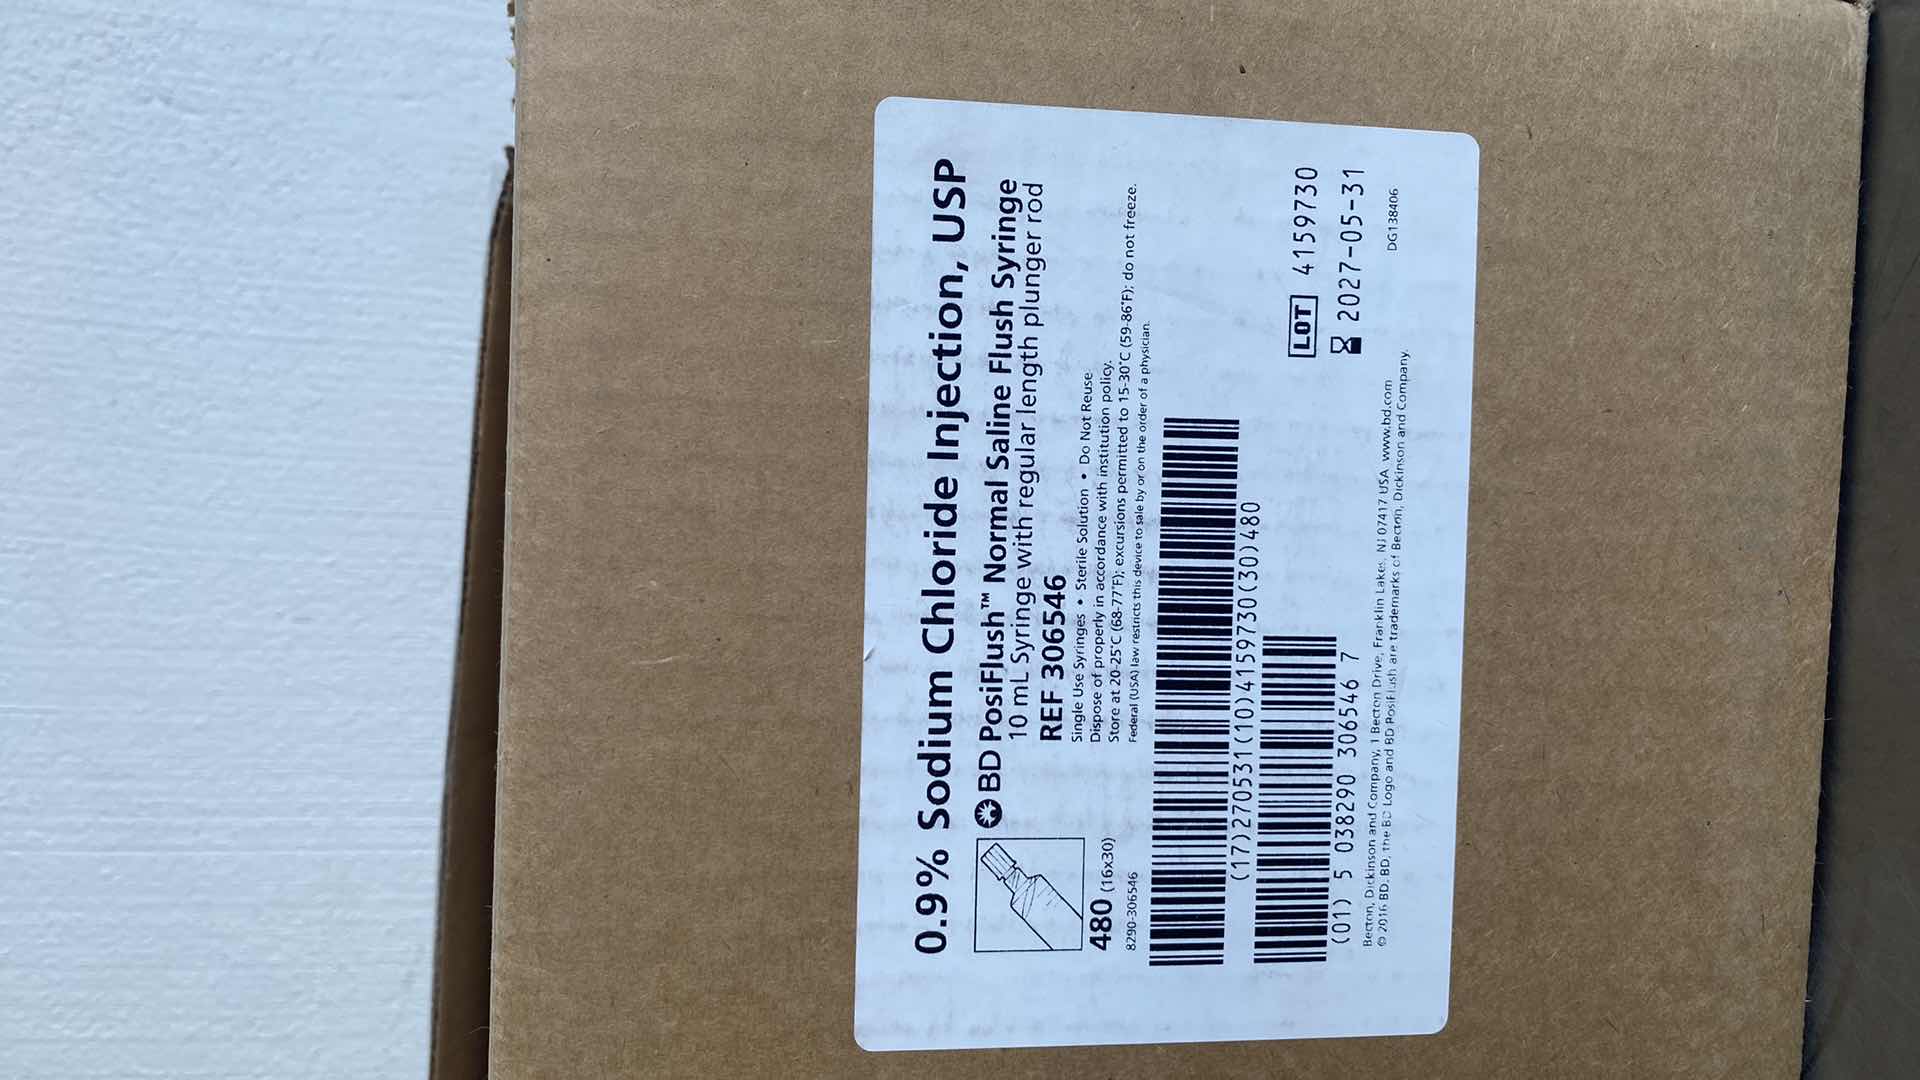 0.9% Sodium Chloride Injection, USP
BD PosiFlush™ Normal Saline Flush Syringe
10 mL Syringe with regular length plunger rod
REF 306546
Single Use Syringes • Sterile Solution • Do Not Reuse
Dispose of properly in accordance with institution policy.
Store at 20-25°C (68-77°F); excursions permitted to 15-30°C (59-86°F); do not freeze.
Federal (USA) law restricts this device to sale by or on the order of a physician.
480 (16x30)
8290-306546
(17)270531(10)4159730(30)480
(01) 5 038290 306546 7
LOT 4159730
2027-05-31
Becton, Dickinson and Company, 1 Becton Drive, Franklin Lakes, NJ 07417 USA www.bd.com
© 2016 BD. BD, the BD Logo and BD PosiFlush are trademarks of Becton, Dickinson and Company.
DG138406